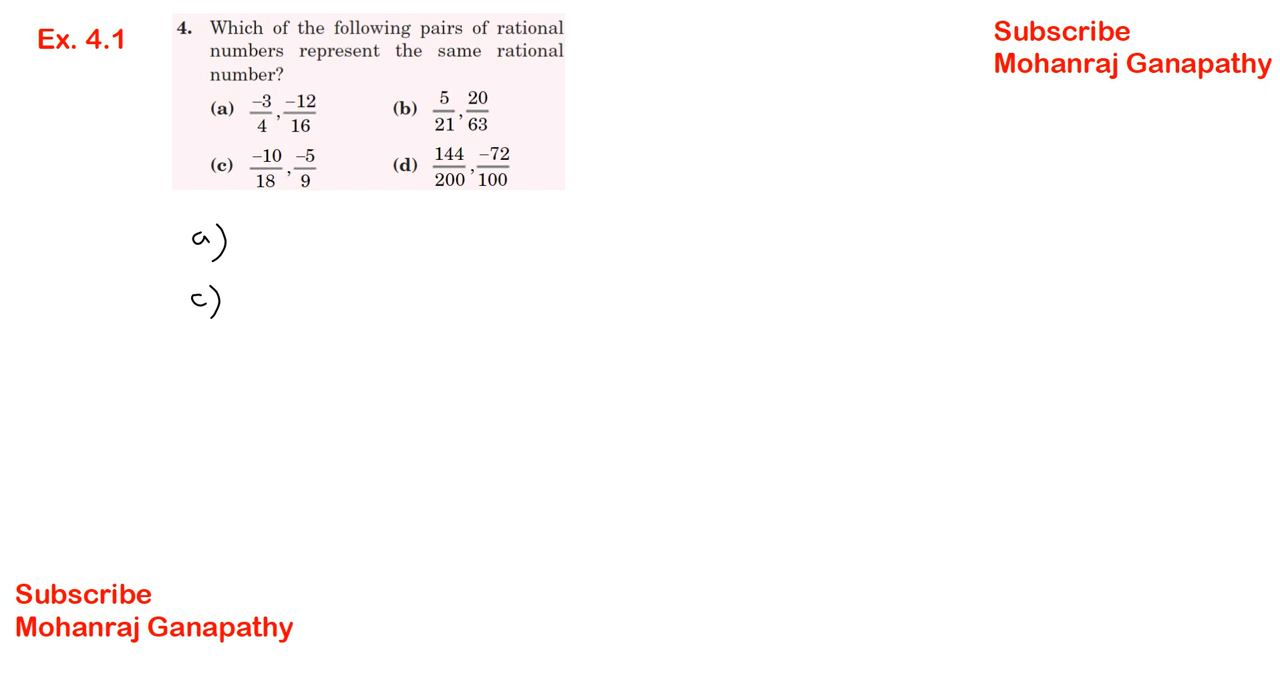 Ex. 4.1
4. Which of the following pairs of rational
numbers represent the same rational
number?
(a) –3/4, –12/16 (b) 5/21, 20/63
(c) –10/18, –5/9 (d) 144/200, –72/100
a)
c)
Subscribe
Mohanraj Ganapathy
Subscribe
Mohanraj Ganapathy